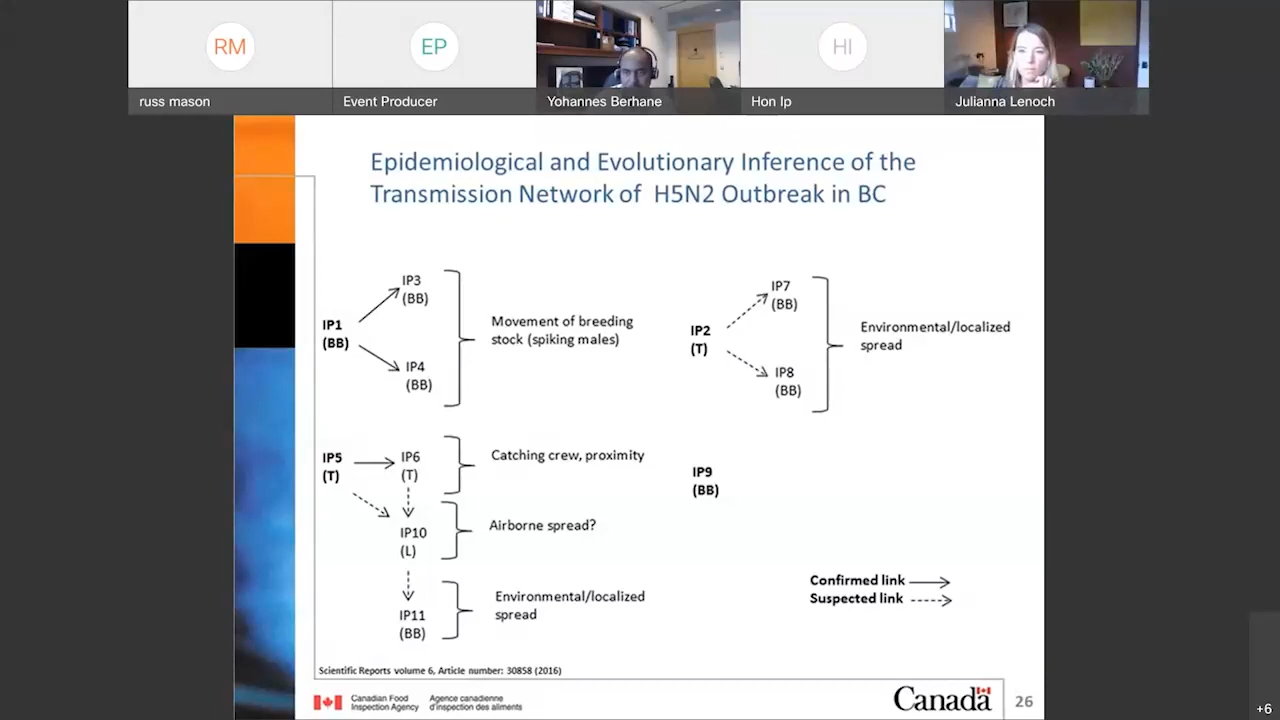 RM
EP
HI
russ mason
Event Producer
Yohannes Berhane
Hon Ip
Julianna Lenoch
Epidemiological and Evolutionary Inference of the
Transmission Network of H5N2 Outbreak in BC
IP1
(BB)
IP3
(BB)
IP4
(BB)
Movement of breeding
stock (spiking males)
IP2
(T)
IP7
(BB)
IP8
(BB)
Environmental/localized
spread
IP5
(T)
IP6
(T)
Catching crew, proximity
IP10
(L)
Airborne spread?
IP11
(BB)
Environmental/localized
spread
IP9
(BB)
Confirmed link
Suspected link
Scientific Reports volume 6, Article number: 30858 (2016)
Canadian Food
Inspection Agency
Agence canadienne
d'inspection des aliments
Canada
26
+6